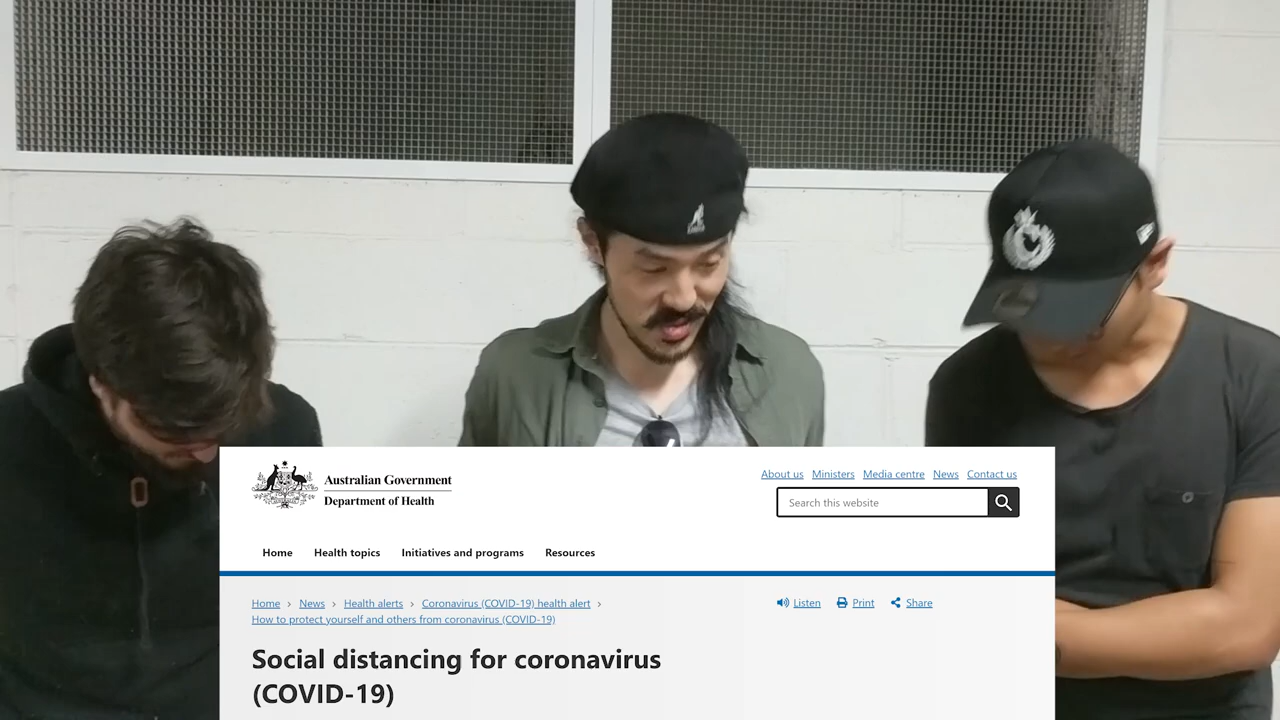 Australian Government
Department of Health
About us Ministers Media centre News Contact us
Search this website
Home Health topics Initiatives and programs Resources
Home > News > Health alerts > Coronavirus (COVID-19) health alert >
How to protect yourself and others from coronavirus (COVID-19)
Listen Print Share
Social distancing for coronavirus
(COVID-19)